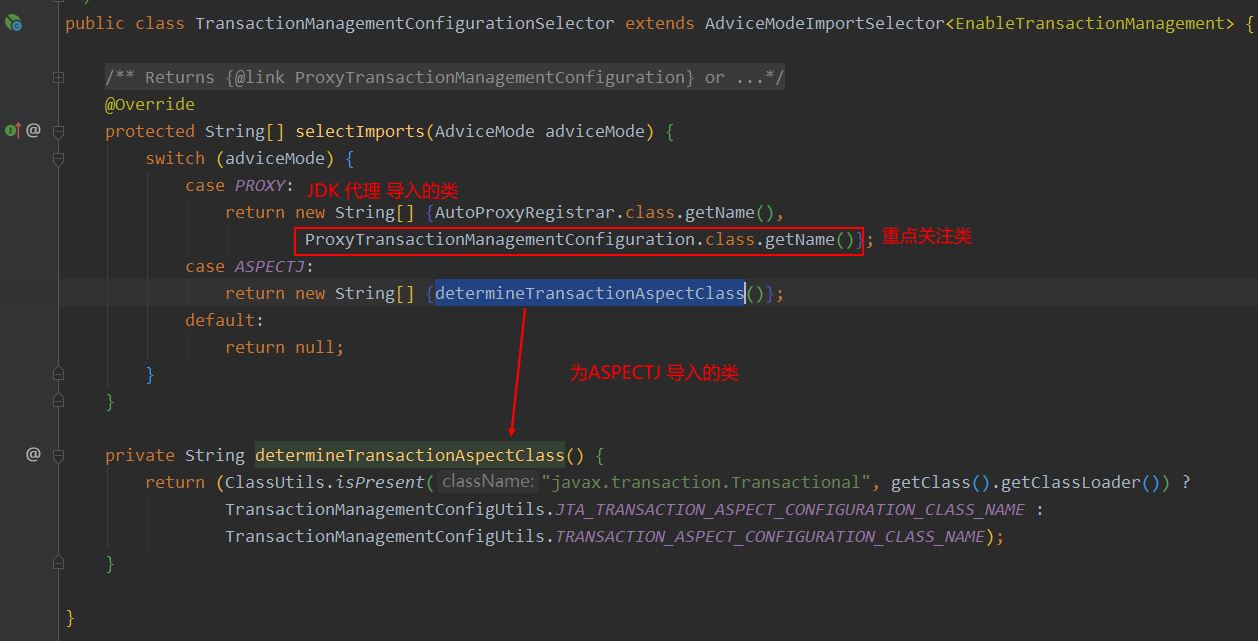 */
public class TransactionManagementConfigurationSelector extends AdviceModeImportSelector<EnableTransactionManagement> {
/** Returns {@link ProxyTransactionManagementConfiguration} or ...*/
@Override
protected String[] selectImports(AdviceMode adviceMode) {
switch (adviceMode) {
case PROXY: JDK 代理 导入的类
return new String[] {AutoProxyRegistrar.class.getName(),
ProxyTransactionManagementConfiguration.class.getName()}; 重点关注类
case ASPECTJ:
return new String[] {determineTransactionAspectClass()};
default:
return null;
为ASPECTJ 导入的类
}
}
private String determineTransactionAspectClass() {
return (ClassUtils.isPresent( className: "javax.transaction.Transactional", getClass().getClassLoader()) ?
TransactionManagementConfigUtils.JTA_TRANSACTION_ASPECT_CONFIGURATION_CLASS_NAME :
TransactionManagementConfigUtils.TRANSACTION_ASPECT_CONFIGURATION_CLASS_NAME);
}
}